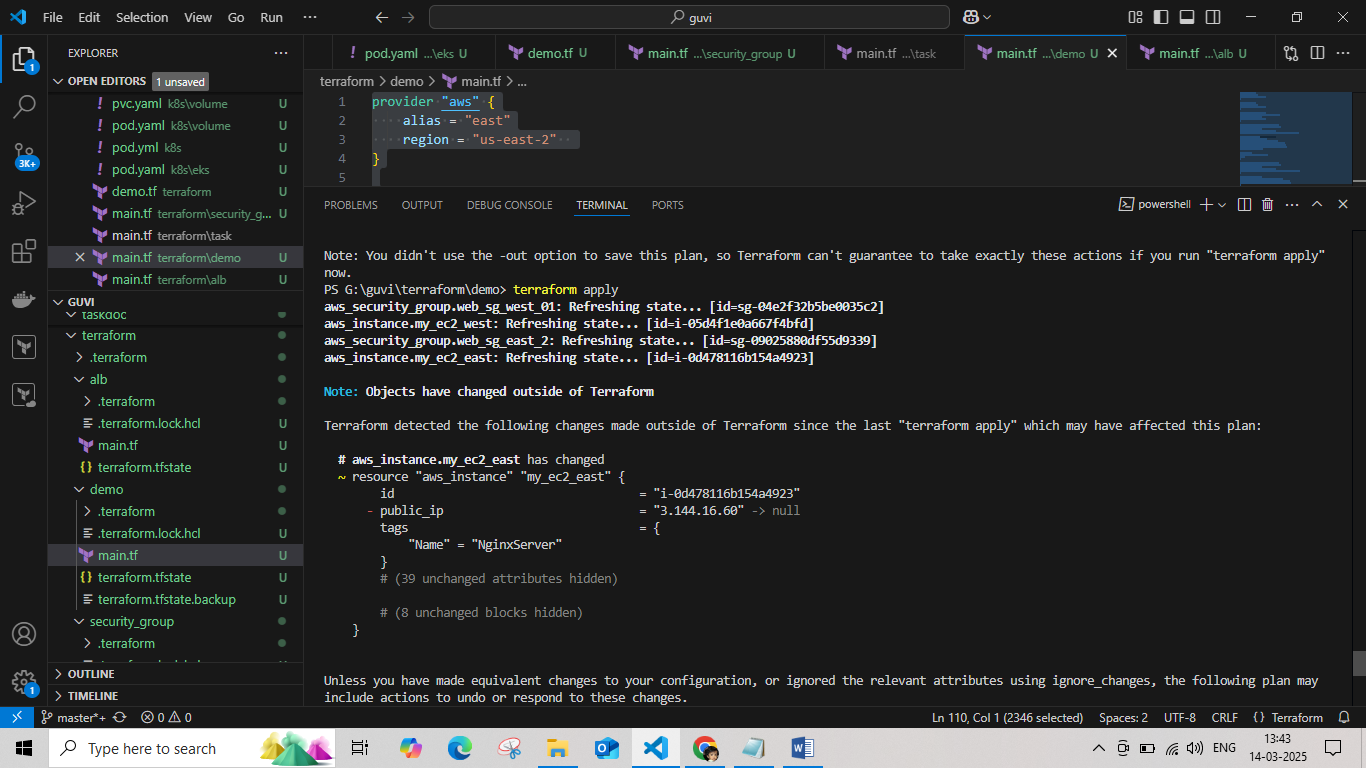 File Edit Selection View Go Run ··· guvi
EXPLORER
OPEN EDITORS 1 unsaved
! pvc.yaml k8s\volume U
! pod.yaml k8s\volume U
! pod.yml k8s U
! pod.yaml k8s\eks U
demo.tf terraform U
main.tf terraform\security_g... U
main.tf terraform\task
main.tf terraform\demo U
main.tf terraform\alb U
GUVI
taskdoc
terraform
.terraform
alb
.terraform
.terraform.lock.hcl U
main.tf U
{} terraform.tfstate U
demo
.terraform
.terraform.lock.hcl U
main.tf U
{} terraform.tfstate U
terraform.tfstate.backup U
security_group
.terraform
OUTLINE
TIMELINE
1
3K+
1
! pod.yaml ...\eks U demo.tf U main.tf ...\security_group U main.tf ...\task main.tf ...\demo U main.tf ...\alb U
terraform > demo > main.tf > ...
1 provider "aws" {
2 alias = "east"
3 region = "us-east-2"
4 }
5
PROBLEMS OUTPUT DEBUG CONSOLE TERMINAL PORTS powershell
Note: You didn't use the -out option to save this plan, so Terraform can't guarantee to take exactly these actions if you run "terraform apply"
now.
PS G:\guvi\terraform\demo> terraform apply
aws_security_group.web_sg_west_01: Refreshing state... [id=sg-04e2f32b5be0035c2]
aws_instance.my_ec2_west: Refreshing state... [id=i-05d4f1e0a667f4bfd]
aws_security_group.web_sg_east_2: Refreshing state... [id=sg-09025880df55d9339]
aws_instance.my_ec2_east: Refreshing state... [id=i-0d478116b154a4923]
Note: Objects have changed outside of Terraform
Terraform detected the following changes made outside of Terraform since the last "terraform apply" which may have affected this plan:
# aws_instance.my_ec2_east has changed
~ resource "aws_instance" "my_ec2_east" {
id = "i-0d478116b154a4923"
- public_ip = "3.144.16.60" -> null
tags = {
"Name" = "NginxServer"
}
# (39 unchanged attributes hidden)
# (8 unchanged blocks hidden)
}
Unless you have made equivalent changes to your configuration, or ignored the relevant attributes using ignore_changes, the following plan may
include actions to undo or respond to these changes.
master*+ 0 0 Ln 110, Col 1 (2346 selected) Spaces: 2 UTF-8 CRLF {} Terraform
Type here to search ENG 13:43
14-03-2025